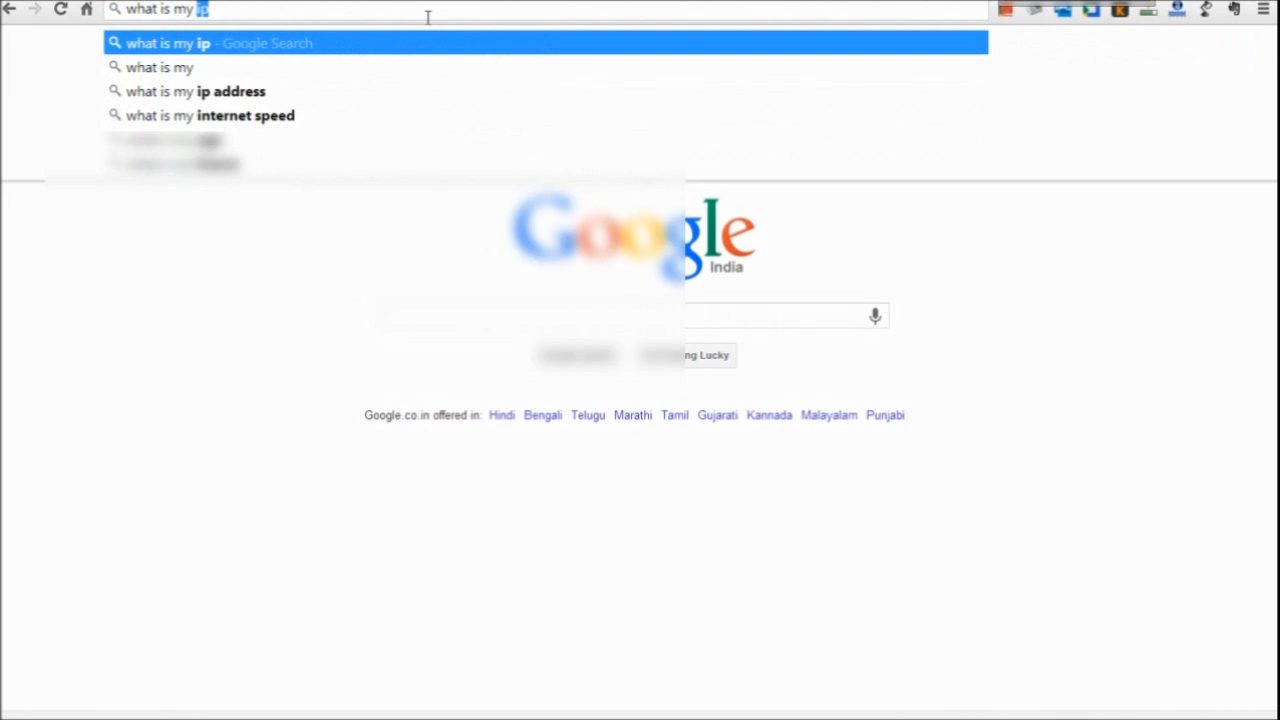 what is my ip
what is my ip - Google Search
what is my
what is my ip address
what is my internet speed
Google
India
ng Lucky
Google.co.in offered in: Hindi Bengali Telugu Marathi Tamil Gujarati Kannada Malayalam Punjabi